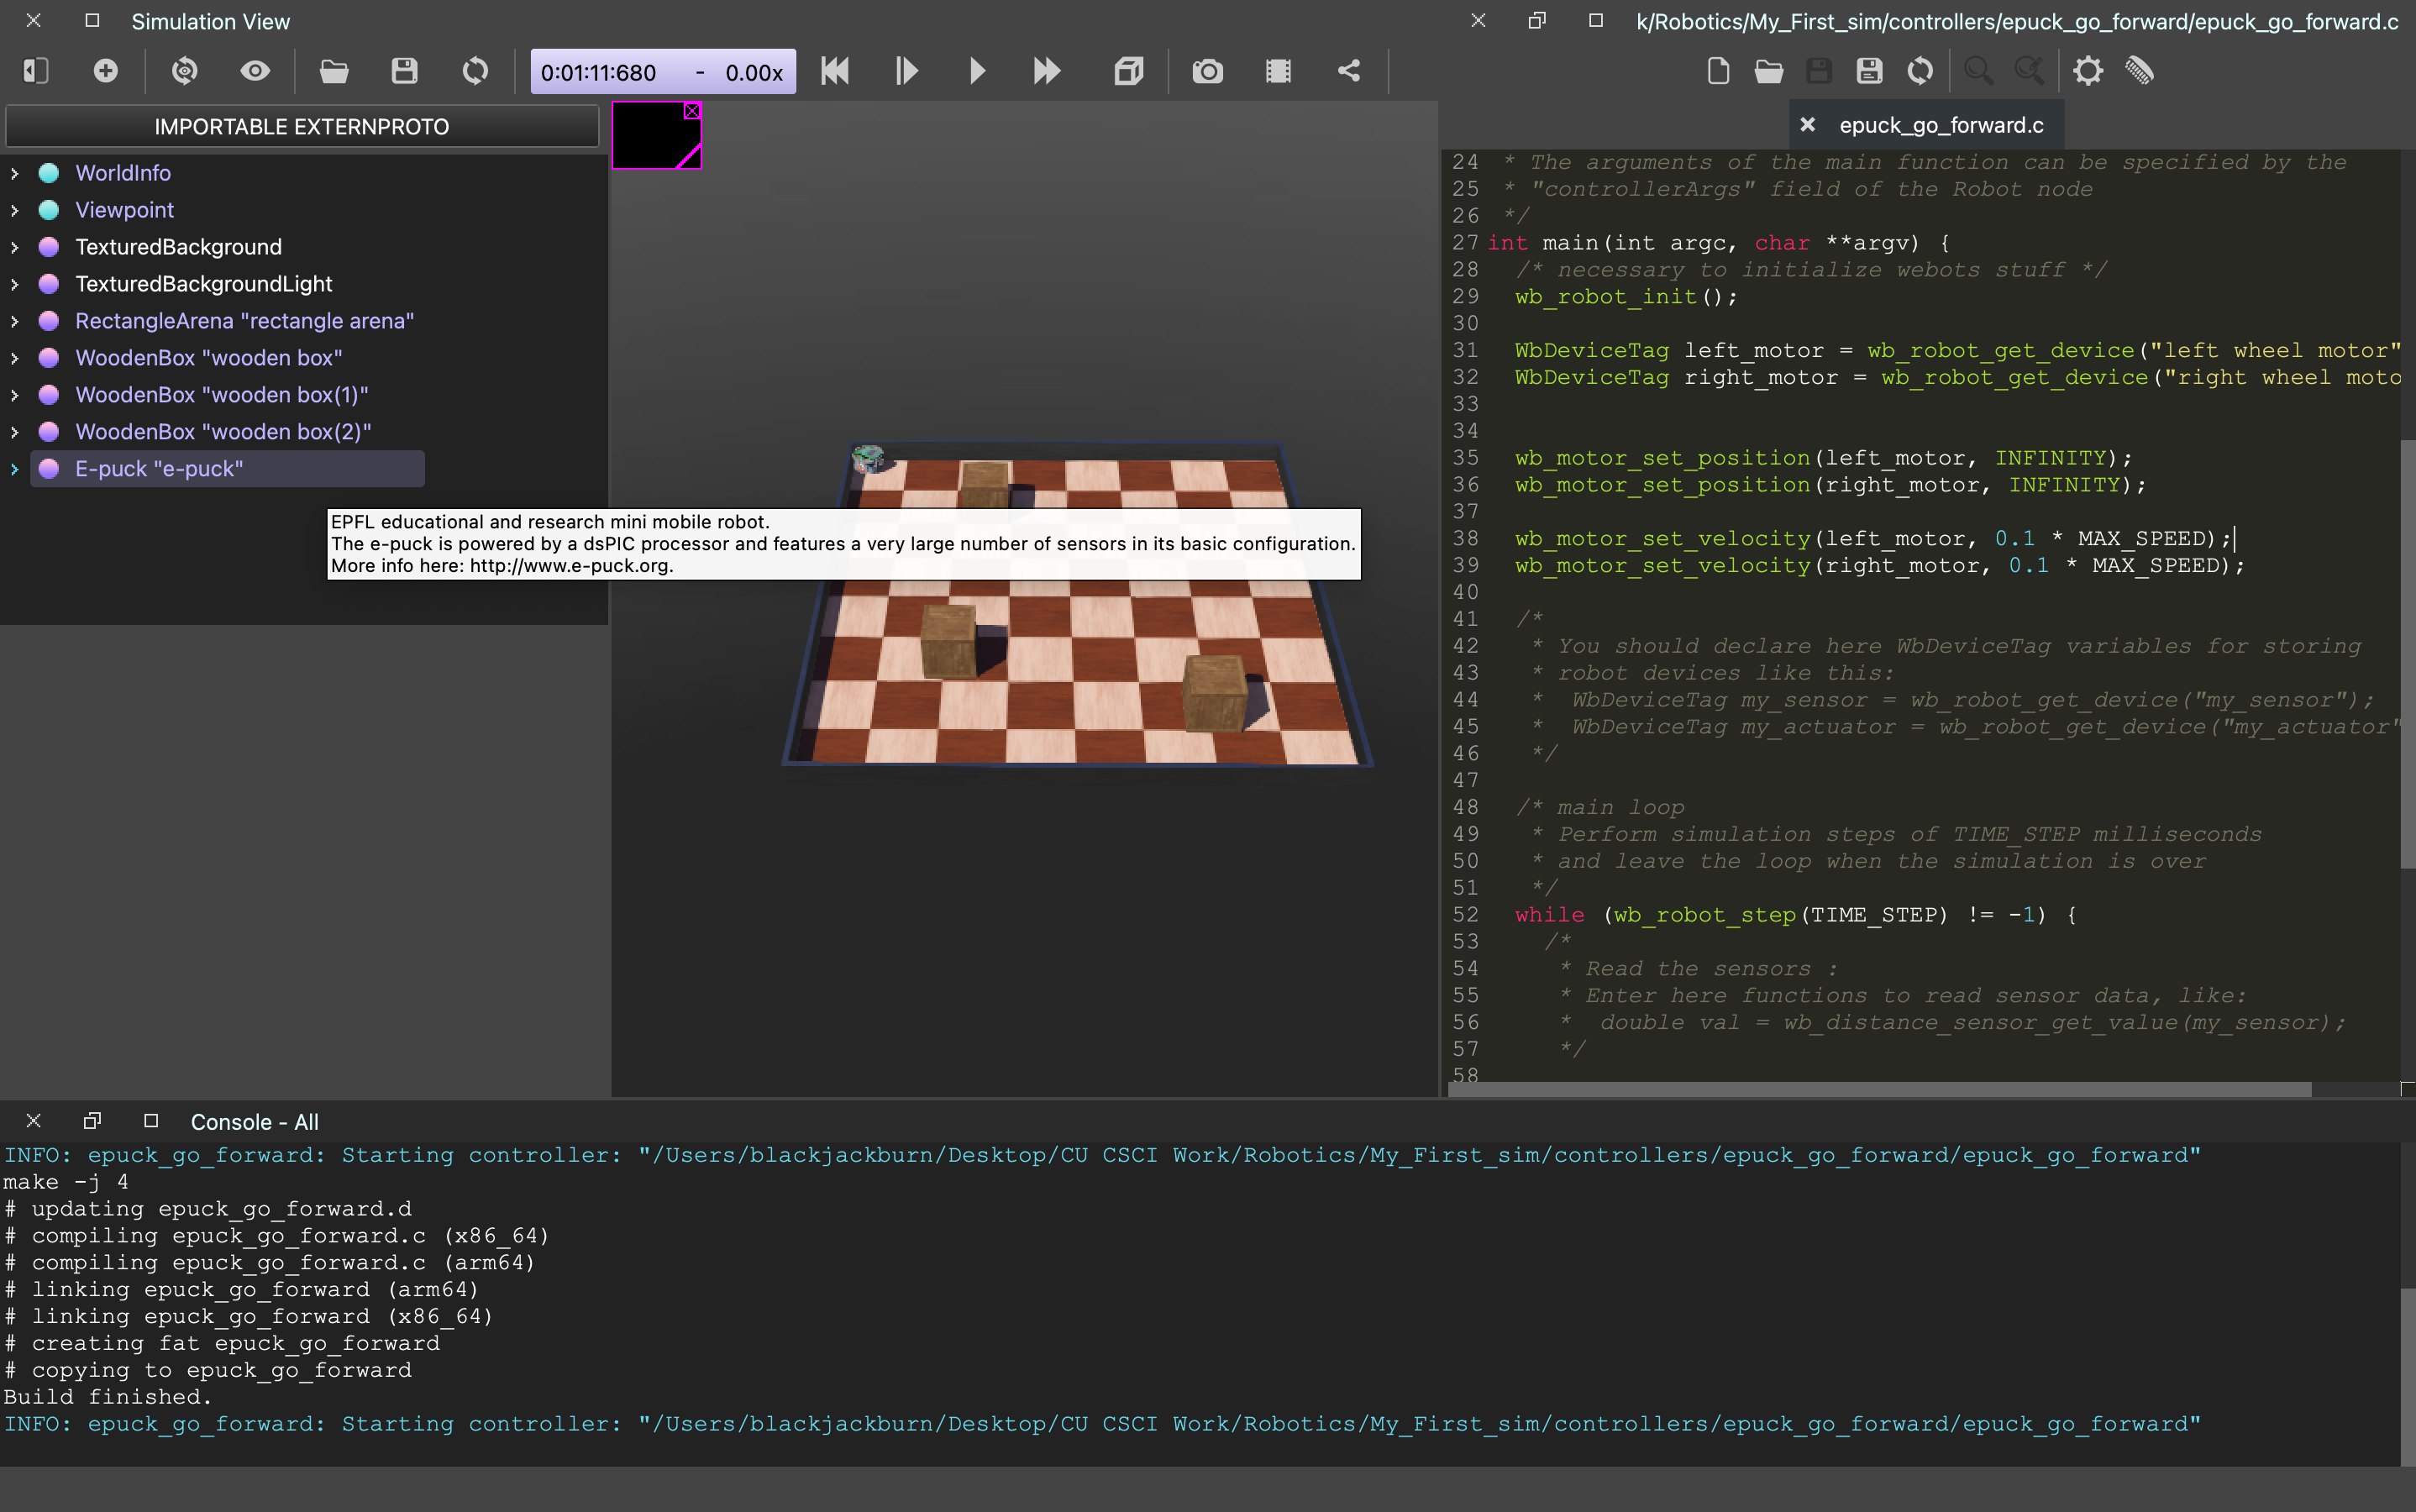 Simulation View
0:01:11:680 - 0.00x
IMPORTABLE EXTERNPROTO
WorldInfo
Viewpoint
TexturedBackground
TexturedBackgroundLight
RectangleArena "rectangle arena"
WoodenBox "wooden box"
WoodenBox "wooden box(1)"
WoodenBox "wooden box(2)"
E-puck "e-puck"
EPFL educational and research mini mobile robot.
The e-puck is powered by a dsPIC processor and features a very large number of sensors in its basic configuration.
More info here: http://www.e-puck.org.
k/Robotics/My_First_sim/controllers/epuck_go_forward/epuck_go_forward.c
epuck_go_forward.c
24 * The arguments of the main function can be specified by the
25 * "controllerArgs" field of the Robot node
26 */
27 int main(int argc, char **argv) {
28 /* necessary to initialize webots stuff */
29 wb_robot_init();
30
31 WbDeviceTag left_motor = wb_robot_get_device("left wheel motor"
32 WbDeviceTag right_motor = wb_robot_get_device("right wheel moto
33
34
35 wb_motor_set_position(left_motor, INFINITY);
36 wb_motor_set_position(right_motor, INFINITY);
37
38 wb_motor_set_velocity(left_motor, 0.1 * MAX_SPEED);
39 wb_motor_set_velocity(right_motor, 0.1 * MAX_SPEED);
40
41 /*
42 * You should declare here WbDeviceTag variables for storing
43 * robot devices like this:
44 * WbDeviceTag my_sensor = wb_robot_get_device("my_sensor");
45 * WbDeviceTag my_actuator = wb_robot_get_device("my_actuator"
46 */
47
48 /* main loop
49 * Perform simulation steps of TIME_STEP milliseconds
50 * and leave the loop when the simulation is over
51 */
52 while (wb_robot_step(TIME_STEP) != -1) {
53 /*
54 * Read the sensors :
55 * Enter here functions to read sensor data, like:
56 * double val = wb_distance_sensor_get_value(my_sensor);
57 */
58
Console - All
INFO: epuck_go_forward: Starting controller: "/Users/blackjackburn/Desktop/CU CSCI Work/Robotics/My_First_sim/controllers/epuck_go_forward/epuck_go_forward"
make -j 4
# updating epuck_go_forward.d
# compiling epuck_go_forward.c (x86_64)
# compiling epuck_go_forward.c (arm64)
# linking epuck_go_forward (arm64)
# linking epuck_go_forward (x86_64)
# creating fat epuck_go_forward
# copying to epuck_go_forward
Build finished.
INFO: epuck_go_forward: Starting controller: "/Users/blackjackburn/Desktop/CU CSCI Work/Robotics/My_First_sim/controllers/epuck_go_forward/epuck_go_forward"